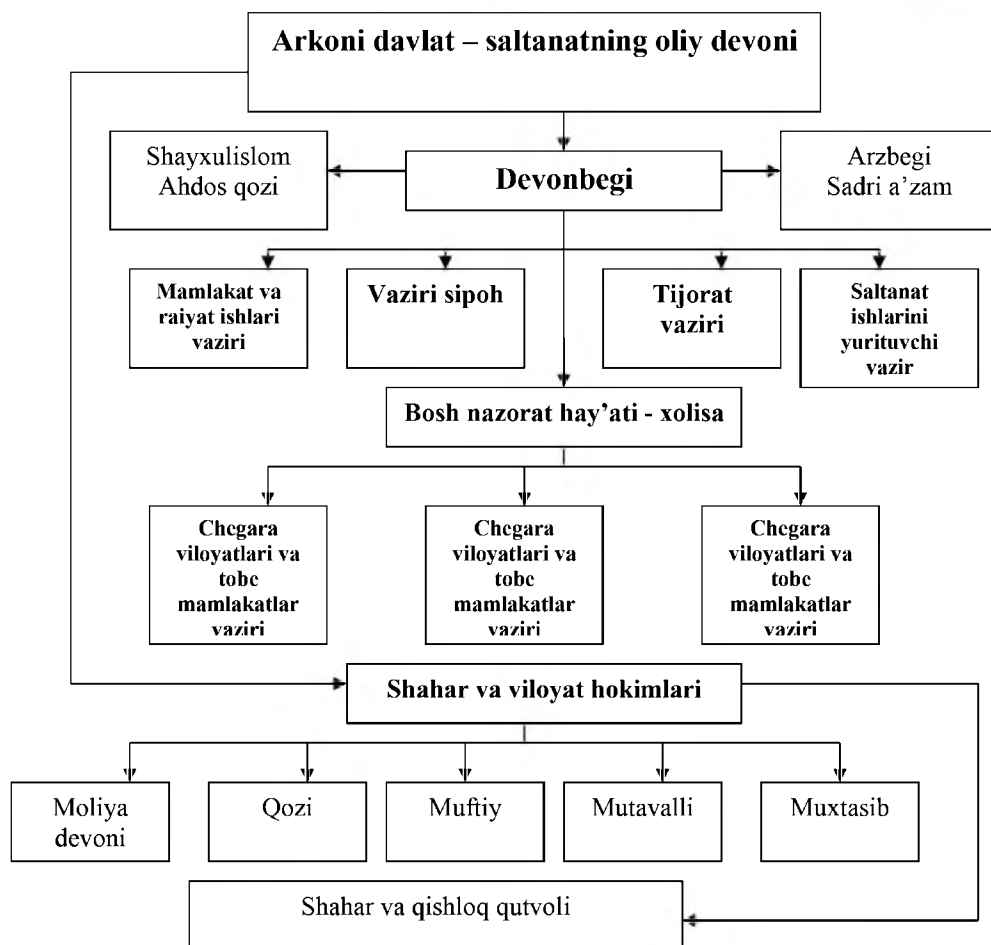 Arkoni davlat – saltanatning oliy devoni
Shayxulislom
Ahdos qozi
Devonbegi
Arzbegi
Sadri a’zam
Mamlakat va
raiyat ishlari
vaziri
Vaziri sipoh
Tijorat
vaziri
Saltanat
ishlarini
yurituvchi
vazir
Bosh nazorat hay’ati - xolisa
Chegara
viloyatlari va
tobe
mamlakatlar
vaziri
Chegara
viloyatlari va
tobe
mamlakatlar
vaziri
Chegara
viloyatlari va
tobe
mamlakatlar
vaziri
Shahar va viloyat hokimlari
Moliya
devoni
Qozi
Muftiy
Mutavalli
Muxtasib
Shahar va qishloq qutvoli